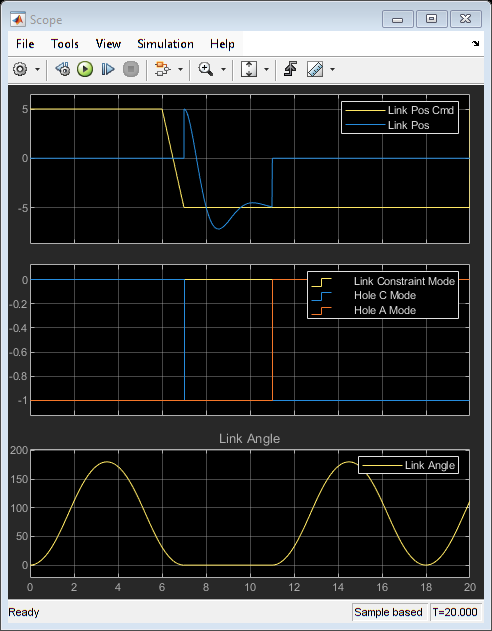 Scope
File Tools View Simulation Help
5
0
-5
Link Pos Cmd
Link Pos
0
-0.2
-0.4
-0.6
-0.8
-1
Link Constraint Mode
Hole C Mode
Hole A Mode
Link Angle
200
150
100
50
0
Link Angle
0 2 4 6 8 10 12 14 16 18 20
Ready Sample based T=20.000